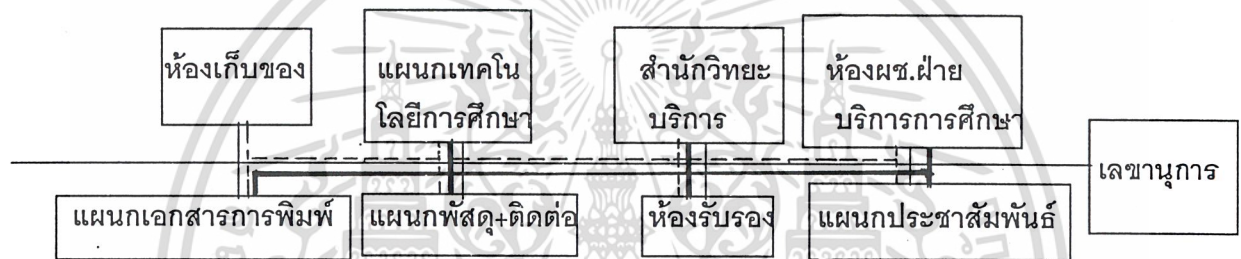 ห้องเก็บของ
แผนกเทคโน
โลยีการศึกษา
สำนักวิทยะ
บริการ
ห้องผช.ฝ่าย
บริการการศึกษา
เลขานุการ
แผนกเอกสารการพิมพ์
แผนกพัสดุ+ติดต่อ
ห้องรับรอง
แผนกประชาสัมพันธ์